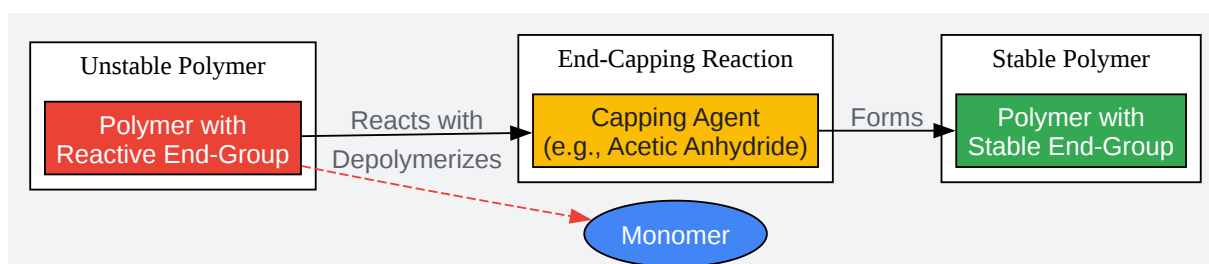 Unstable Polymer
Polymer with
Reactive End-Group
Reacts with
Depolymerizes
End-Capping Reaction
Capping Agent
(e.g., Acetic Anhydride)
Monomer
Forms
Stable Polymer
Polymer with
Stable End-Group